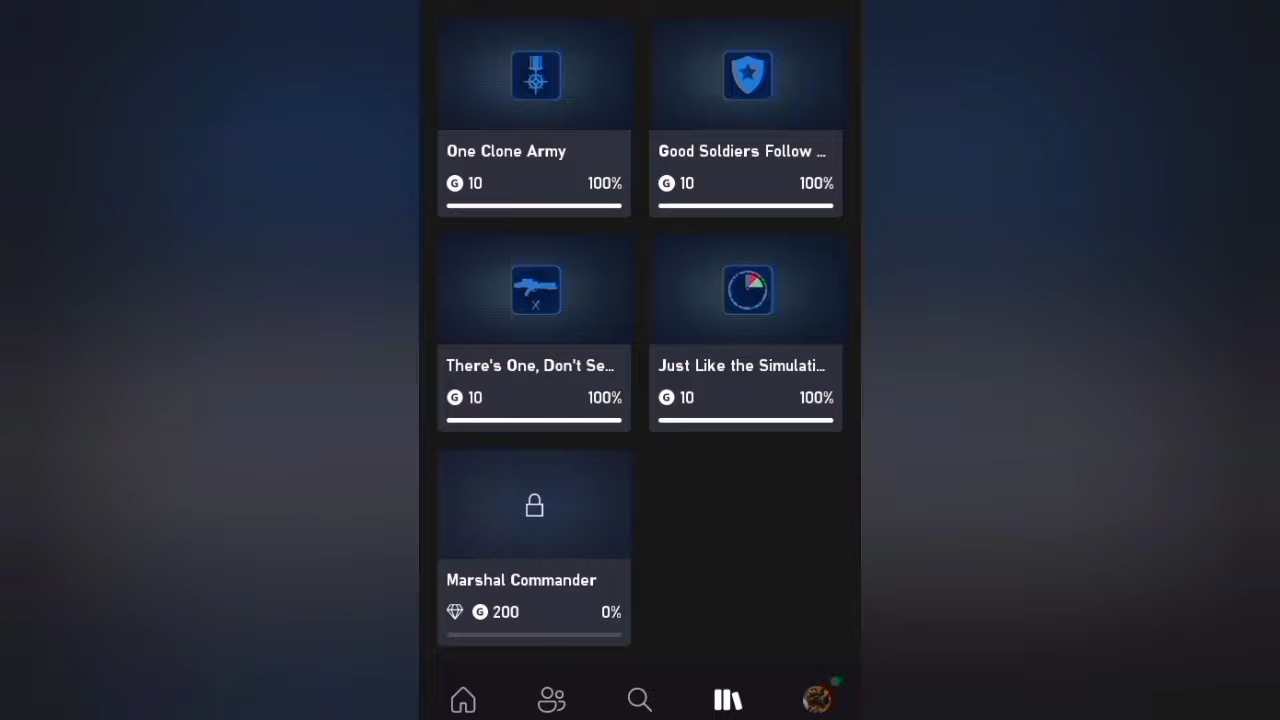 One Clone Army
G 10 100%
Good Soldiers Follow ...
G 10 100%
There's One, Don't Se...
X
G 10 100%
Just Like the Simulati...
G 10 100%
Marshal Commander
G 200 0%